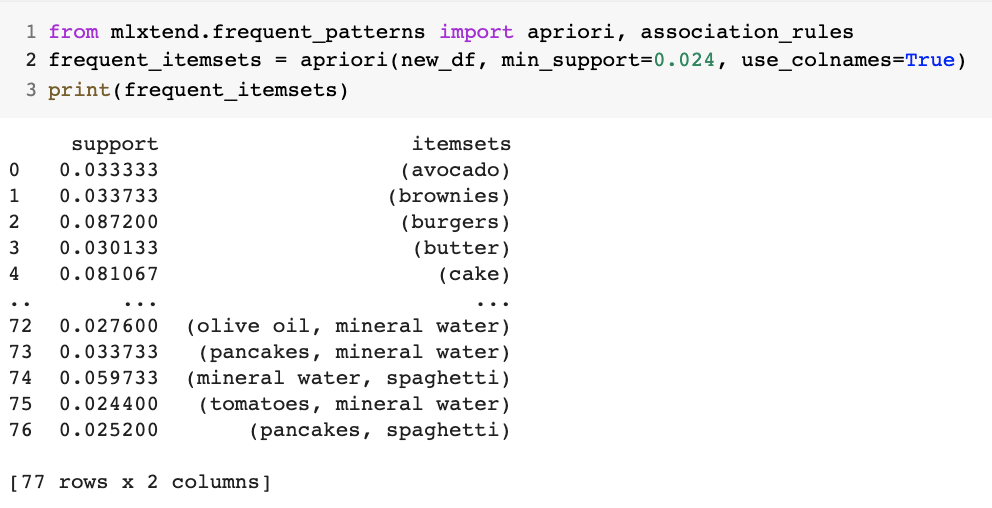 1 from mlxtend.frequent_patterns import apriori, association_rules
2 frequent_itemsets = apriori(new_df, min_support=0.024, use_colnames=True)
3 print(frequent_itemsets)
support itemsets
0 0.033333 (avocado)
1 0.033733 (brownies)
2 0.087200 (burgers)
3 0.030133 (butter)
4 0.081067 (cake)
.. ... ...
72 0.027600 (olive oil, mineral water)
73 0.033733 (pancakes, mineral water)
74 0.059733 (mineral water, spaghetti)
75 0.024400 (tomatoes, mineral water)
76 0.025200 (pancakes, spaghetti)
[77 rows x 2 columns]